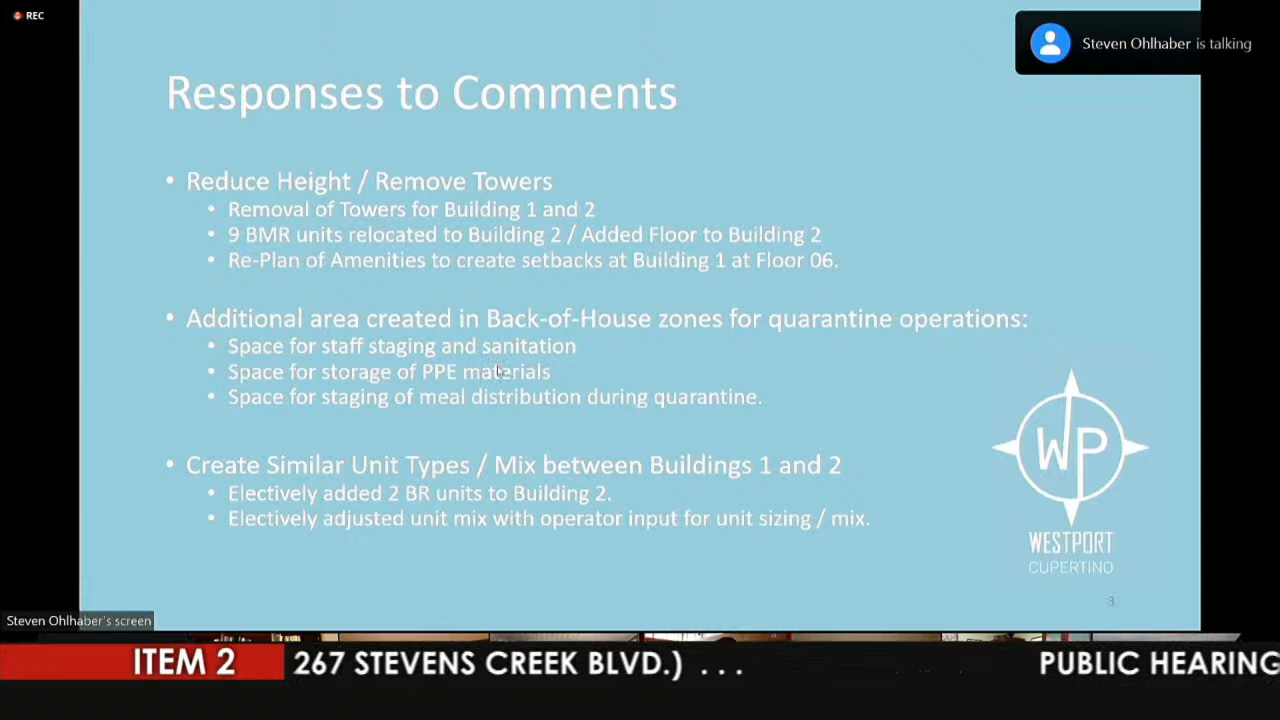 REC
Steven Ohlhaber is talking
Responses to Comments
• Reduce Height / Remove Towers
• Removal of Towers for Building 1 and 2
• 9 BMR units relocated to Building 2 / Added Floor to Building 2
• Re-Plan of Amenities to create setbacks at Building 1 at Floor 06.
• Additional area created in Back-of-House zones for quarantine operations:
• Space for staff staging and sanitation
• Space for storage of PPE materials
• Space for staging of meal distribution during quarantine.
• Create Similar Unit Types / Mix between Buildings 1 and 2
• Electively added 2 BR units to Building 2.
• Electively adjusted unit mix with operator input for unit sizing / mix.
WP
WESTPORT
CUPERTINO
3
Steven Ohlhaber's screen
ITEM 2 267 STEVENS CREEK BLVD.) . . . PUBLIC HEARING